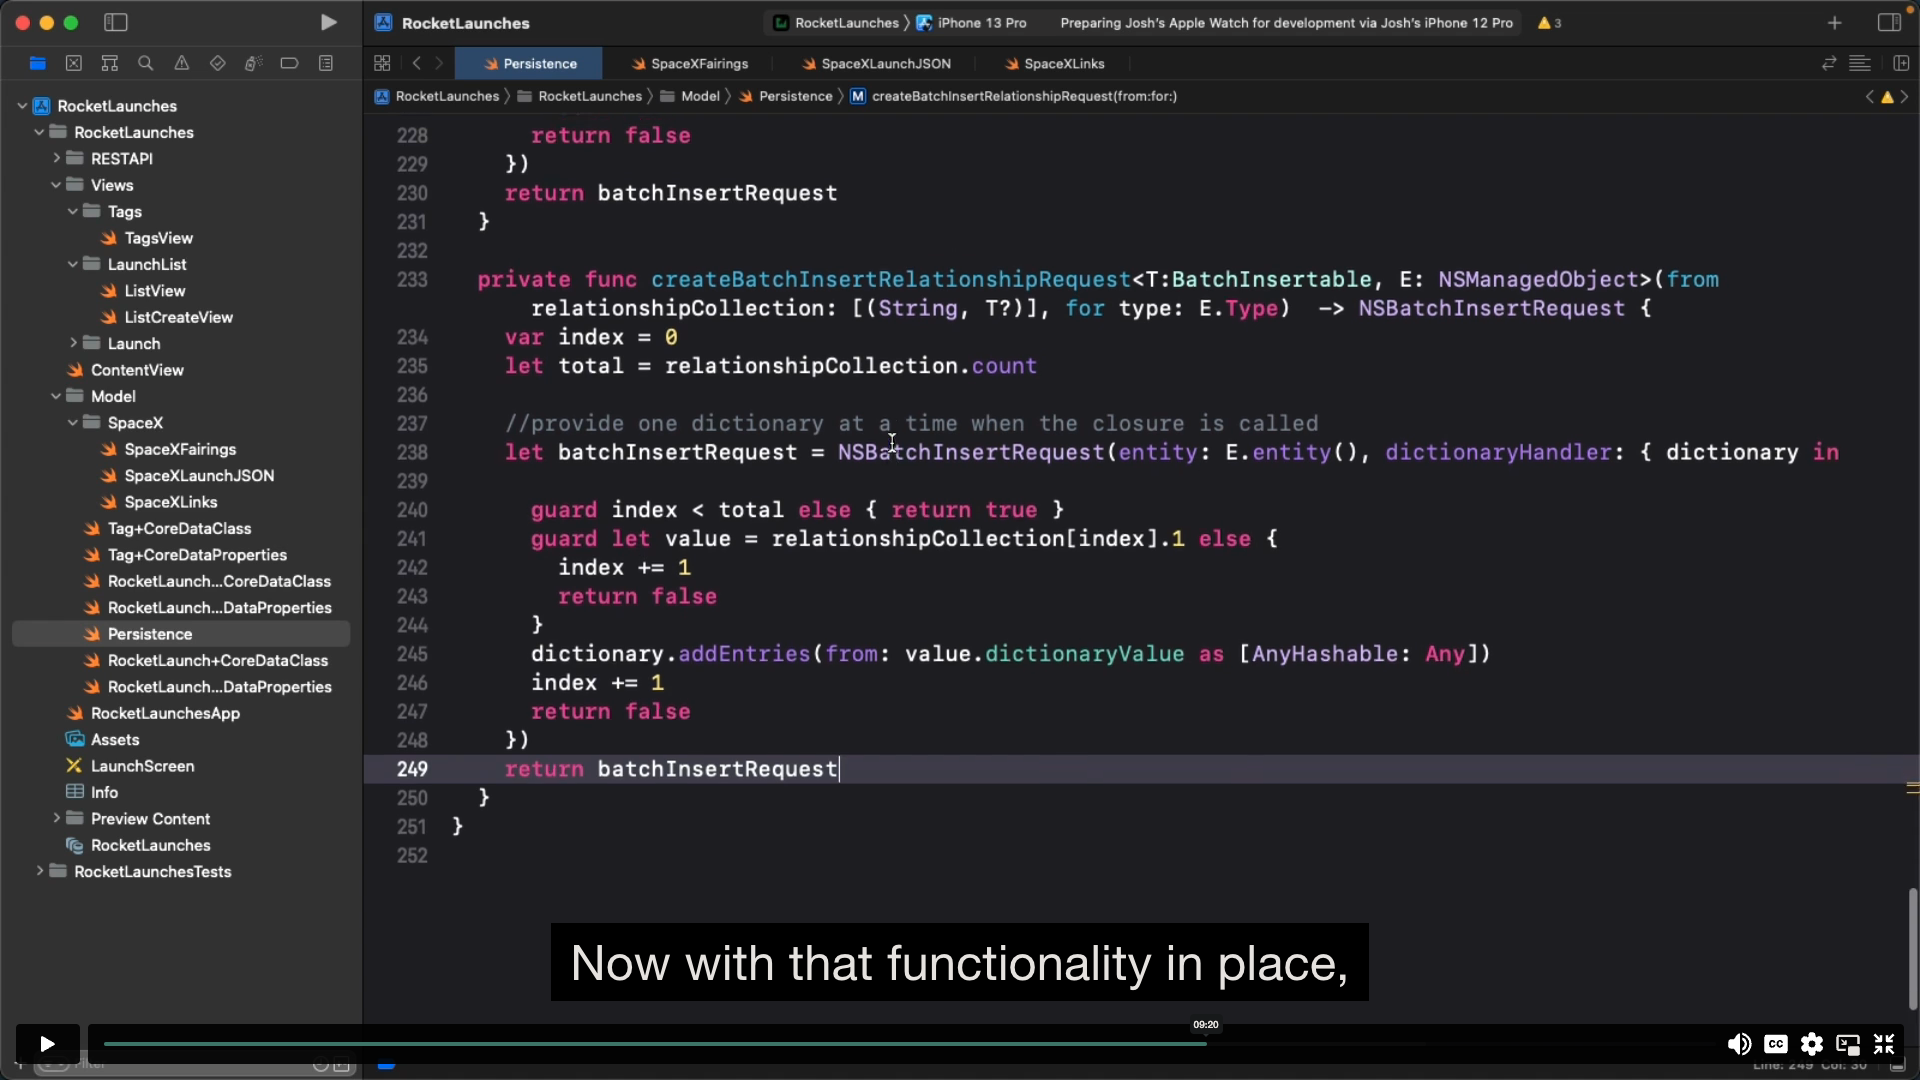 RocketLaunches
RocketLaunches 〉 iPhone 13 Pro
Preparing Josh's Apple Watch for development via Josh's iPhone 12 Pro
3
Persistence
SpaceXFairings
SpaceXLaunchJSON
SpaceXLinks
RocketLaunches 〉 RocketLaunches 〉 Model 〉 Persistence 〉 M createBatchInsertRelationshipRequest(from:for:)
RocketLaunches
RocketLaunches
RESTAPI
Views
Tags
TagsView
LaunchList
ListView
ListCreateView
Launch
ContentView
Model
SpaceX
SpaceXFairings
SpaceXLaunchJSON
SpaceXLinks
Tag+CoreDataClass
Tag+CoreDataProperties
RocketLaunch...CoreDataClass
RocketLaunch...DataProperties
Persistence
RocketLaunch+CoreDataClass
RocketLaunch...DataProperties
RocketLaunchesApp
Assets
LaunchScreen
Info
Preview Content
RocketLaunches
RocketLaunchesTests
228 return false
229 })
230 return batchInsertRequest
231 }
232
233 private func createBatchInsertRelationshipRequest<T:BatchInsertable, E: NSManagedObject>(from
relationshipCollection: [(String, T?)], for type: E.Type) -> NSBatchInsertRequest {
234 var index = 0
235 let total = relationshipCollection.count
236
237 //provide one dictionary at a time when the closure is called
238 let batchInsertRequest = NSBatchInsertRequest(entity: E.entity(), dictionaryHandler: { dictionary in
239
240 guard index < total else { return true }
241 guard let value = relationshipCollection[index].1 else {
242 index += 1
243 return false
244 }
245 dictionary.addEntries(from: value.dictionaryValue as [AnyHashable: Any])
246 index += 1
247 return false
248 })
249 return batchInsertRequest
250 }
251 }
252
Now with that functionality in place,
09:20
CC
Filter
Line: 249 Col: 30